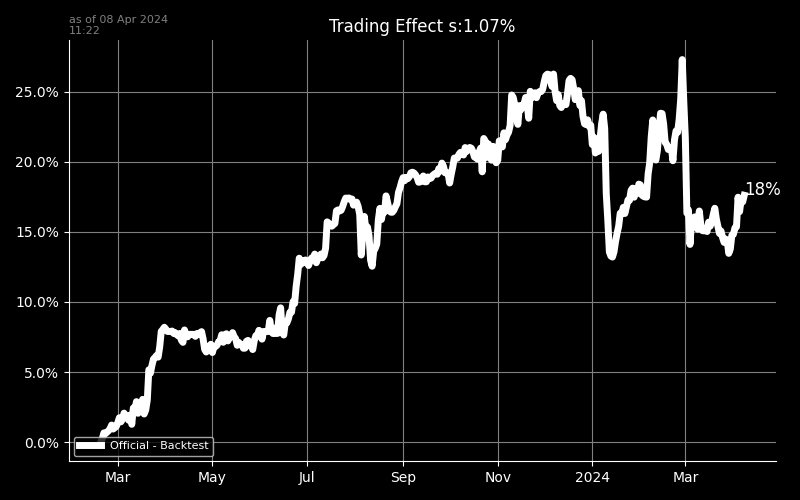 as of 08 Apr 2024
11:22
Trading Effect s:1.07%
25.0%
20.0%
15.0%
10.0%
5.0%
0.0%
18%
Official - Backtest
Mar May Jul Sep Nov 2024 Mar